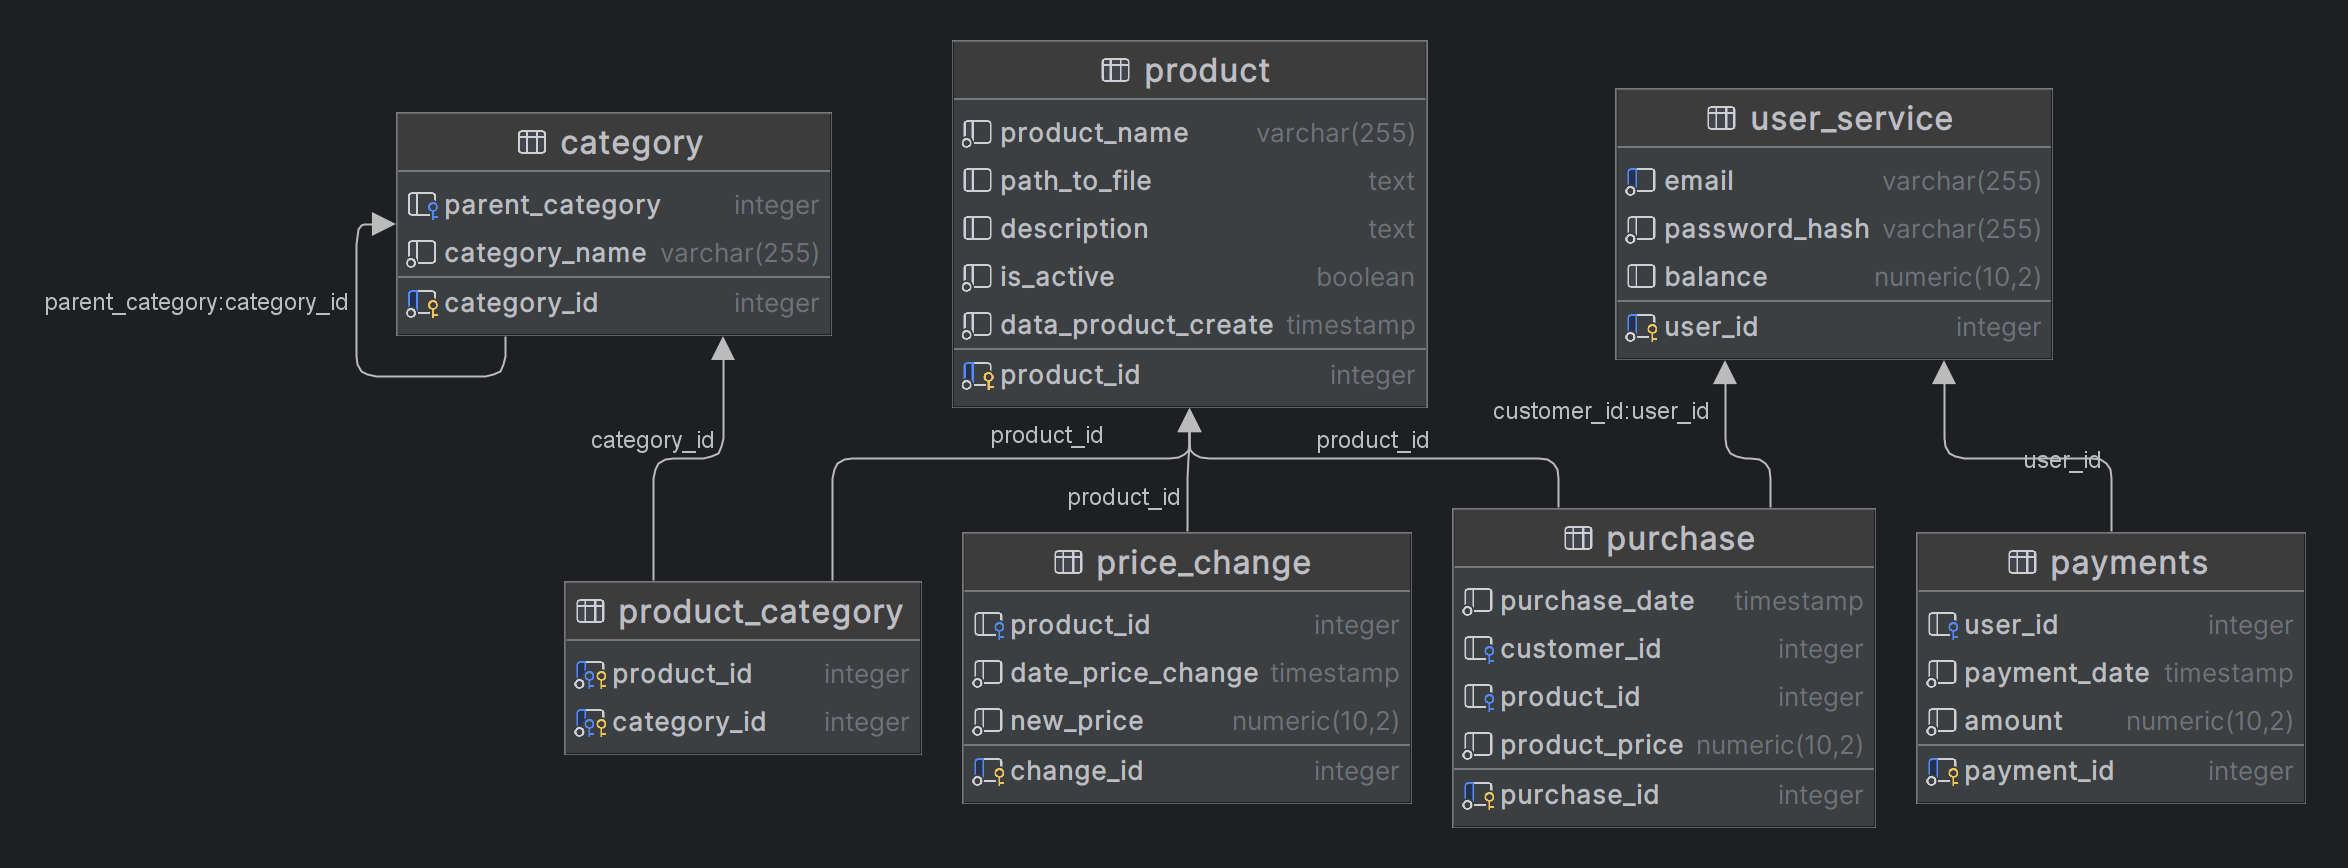 category
parent_category integer
category_name varchar(255)
category_id integer
parent_category:category_id
product
product_name varchar(255)
path_to_file text
description text
is_active boolean
data_product_create timestamp
product_id integer
user_service
email varchar(255)
password_hash varchar(255)
balance numeric(10,2)
user_id integer
category_id
product_id
product_id
product_id
customer_id:user_id
user_id
product_category
product_id integer
category_id integer
price_change
product_id integer
date_price_change timestamp
new_price numeric(10,2)
change_id integer
purchase
purchase_date timestamp
customer_id integer
product_id integer
product_price numeric(10,2)
purchase_id integer
payments
user_id integer
payment_date timestamp
amount numeric(10,2)
payment_id integer